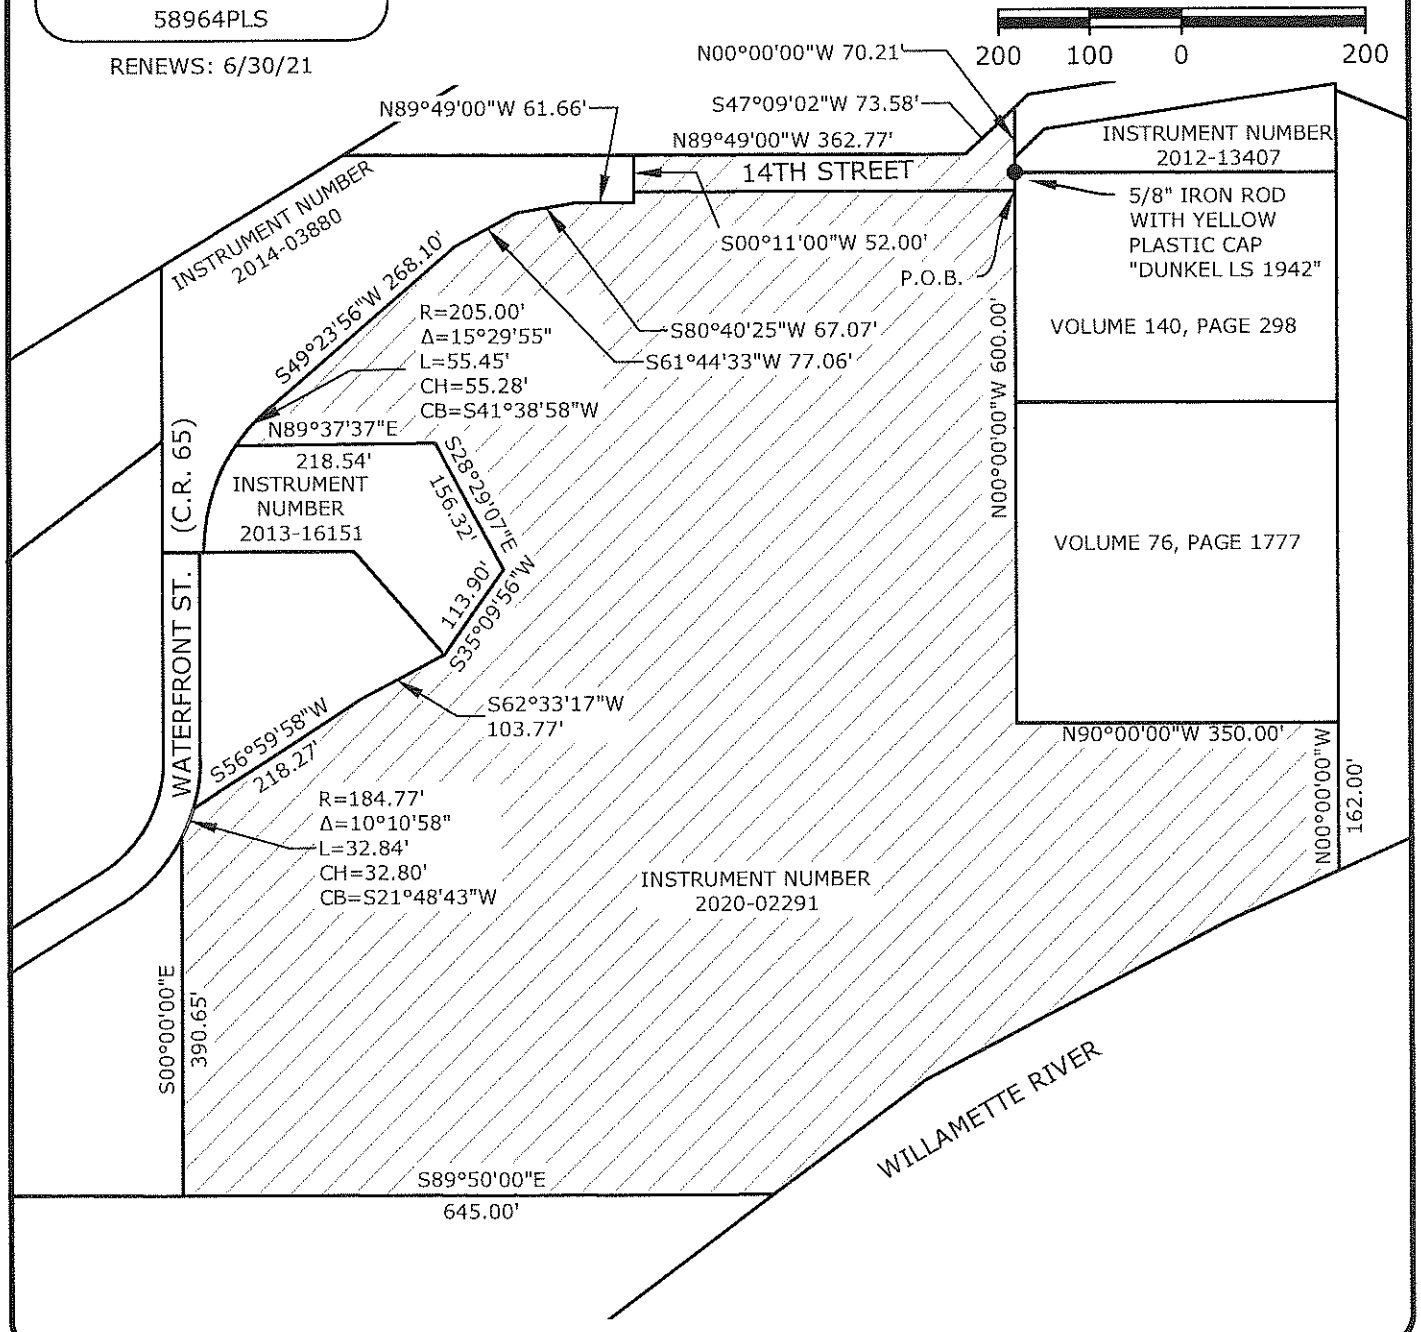 58964PLS
RENEWS: 6/30/21
200 100 0 200
N00°00'00"W 70.21'
N89°49'00"W 61.66'
S47°09'02"W 73.58'
N89°49'00"W 362.77'
14TH STREET
INSTRUMENT NUMBER
2012-13407
5/8" IRON ROD
WITH YELLOW
PLASTIC CAP
"DUNKEL LS 1942"
INSTRUMENT NUMBER
2014-03880
S00°11'00"W 52.00'
P.O.B.
S49°23'56"W 268.10'
R=205.00'
Δ=15°29'55"
L=55.45'
CH=55.28'
CB=S41°38'58"W
S80°40'25"W 67.07'
S61°44'33"W 77.06'
N00°00'00"W 600.00'
VOLUME 140, PAGE 298
N89°37'37"E
218.54'
S28°29'07"E
156.32'
(C.R. 65)
INSTRUMENT
NUMBER
2013-16151
VOLUME 76, PAGE 1777
113.90'
S35°09'56"W
WATERFRONT ST.
S62°33'17"W
103.77'
S56°59'58"W
218.27'
N90°00'00"W 350.00'
N00°00'00"W
162.00'
R=184.77'
Δ=10°10'58"
L=32.84'
CH=32.80'
CB=S21°48'43"W
INSTRUMENT NUMBER
2020-02291
S00°00'00"E
390.65'
WILLAMETTE RIVER
S89°50'00"E
645.00'